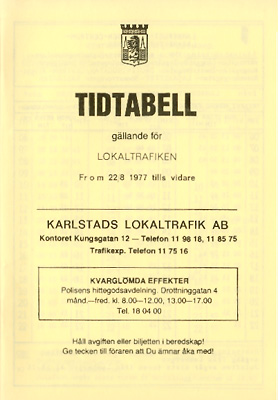 TIDTABELL
gällande för
LOKALTRAFIKEN
From 22/8 1977 tills vidare
KARLSTADS LOKALTRAFIK AB
Kontoret Kungsgatan 12 — Telefon 11 98 18, 11 85 75
Trafikexp. Telefon 11 75 16
KVARGLÖMDA EFFEKTER
Polisens hittegodsavdelning. Drottninggatan 4
månd.—fred. kl. 8.00—12.00, 13.00—17.00
Tel. 18 04 00
Håll avgiften eller biljetten i beredskap!
Ge tecken till föraren att Du ämnar åka med!